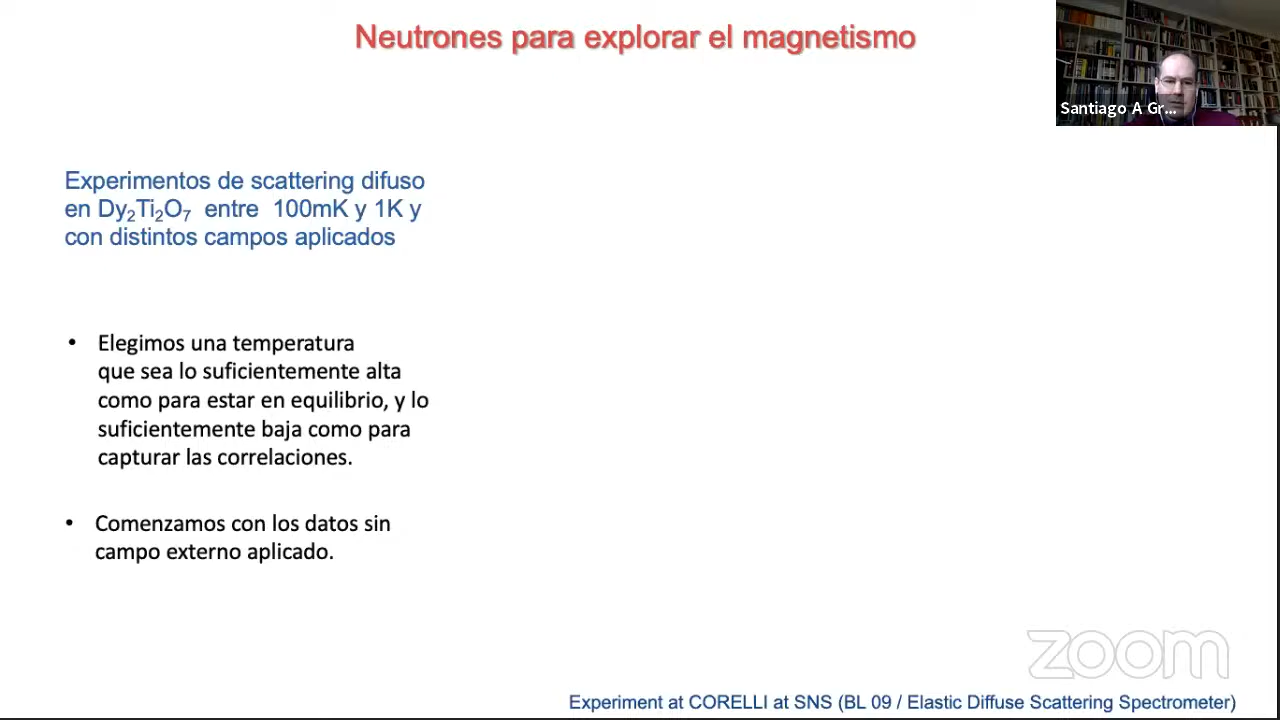 Neutrones para explorar el magnetismo
Santiago A Gr...
Experimentos de scattering difuso
en Dy₂Ti₂O₇ entre 100mK y 1K y
con distintos campos aplicados
• Elegimos una temperatura
que sea lo suficientemente alta
como para estar en equilibrio, y lo
suficientemente baja como para
capturar las correlaciones.
• Comenzamos con los datos sin
campo externo aplicado.
zoom
Experiment at CORELLI at SNS (BL 09 / Elastic Diffuse Scattering Spectrometer)